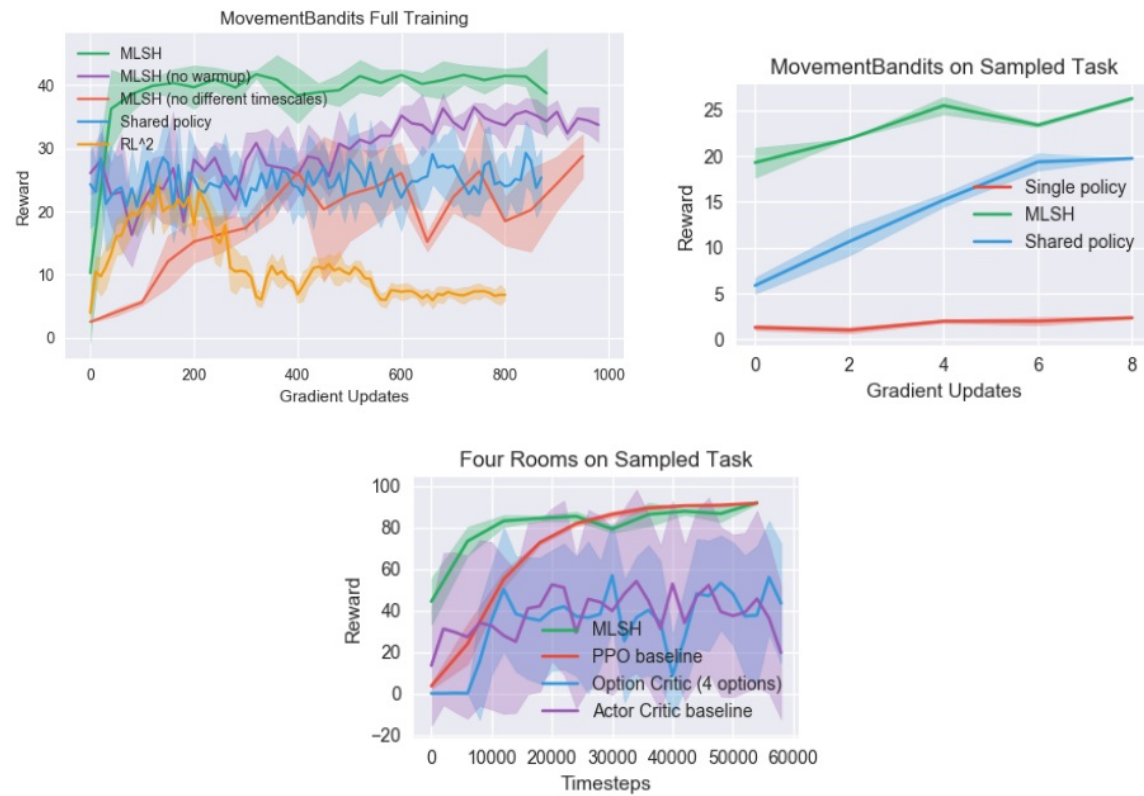 MovementBandits Full Training
MLSH
MLSH (no warmup)
MLSH (no different timescales)
Shared policy
RL^2
40
30
20
10
0
Reward
0 200 400 600 800 1000
Gradient Updates
MovementBandits on Sampled Task
25
20
15
10
5
0
Reward
Single policy
MLSH
Shared policy
0 2 4 6 8
Gradient Updates
Four Rooms on Sampled Task
100
80
60
40
20
0
−20
Reward
MLSH
PPO baseline
Option Critic (4 options)
Actor Critic baseline
0 10000 20000 30000 40000 50000 60000
Timesteps